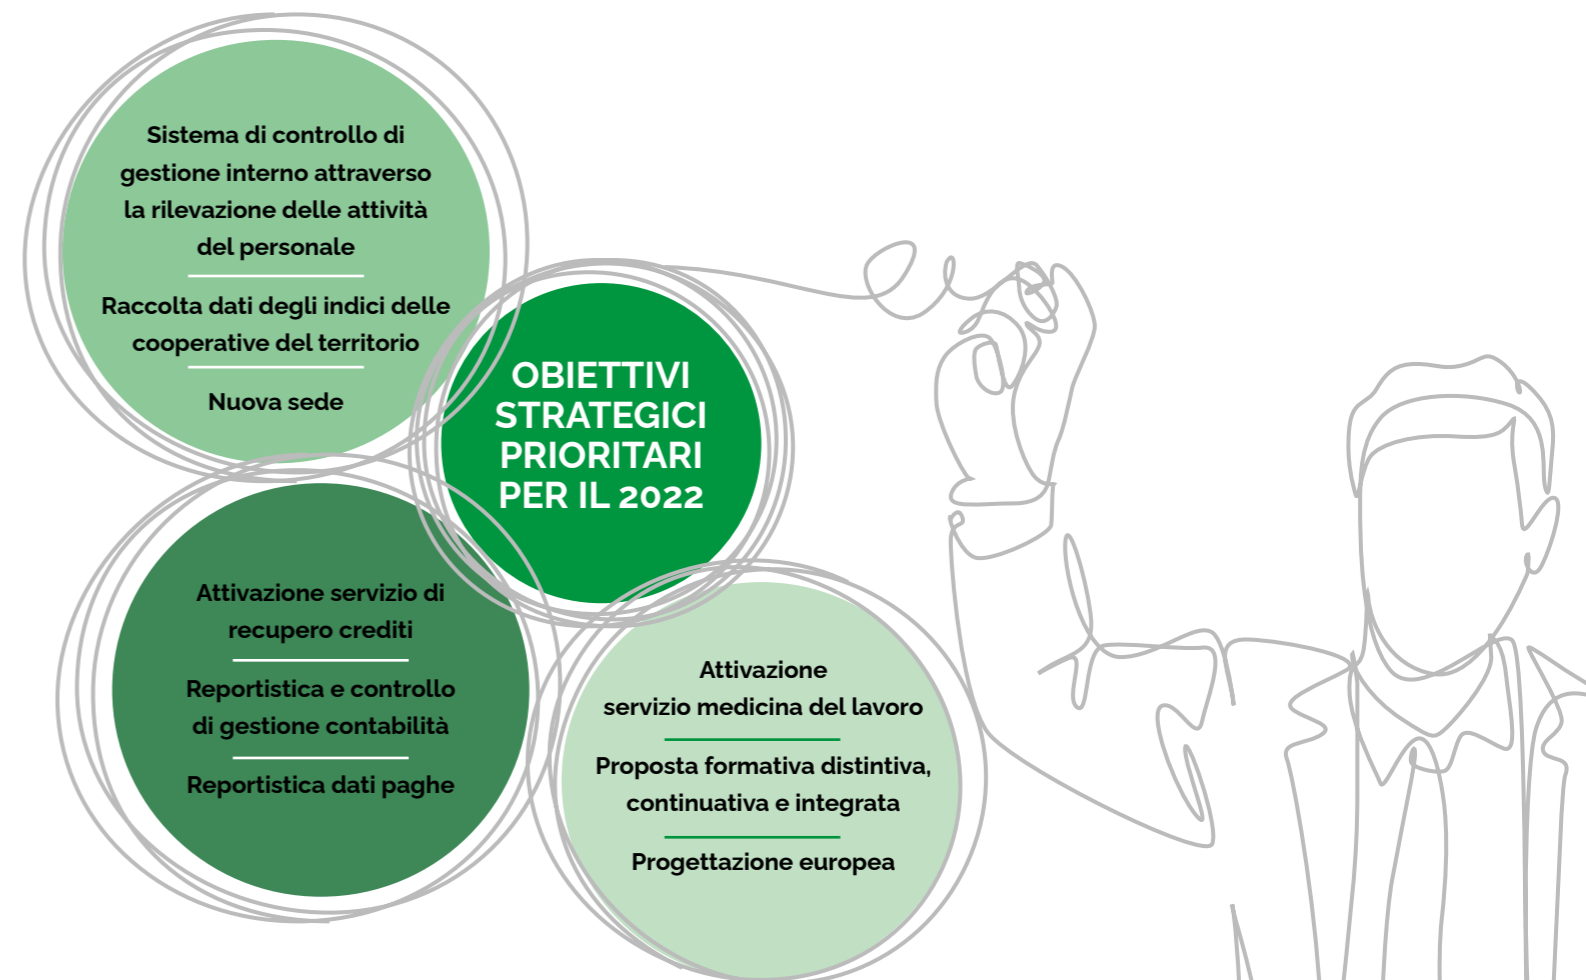 Sistema di controllo di
gestione interno attraverso
la rilevazione delle attività
del personale
Raccolta dati degli indici delle
cooperative del territorio
Nuova sede
OBIETTIVI
STRATEGICI
PRIORITARI
PER IL 2022
Attivazione servizio di
recupero crediti
Reportistica e controllo
di gestione contabilità
Reportistica dati paghe
Attivazione
servizio medicina del lavoro
Proposta formativa distintiva,
continuativa e integrata
Progettazione europea